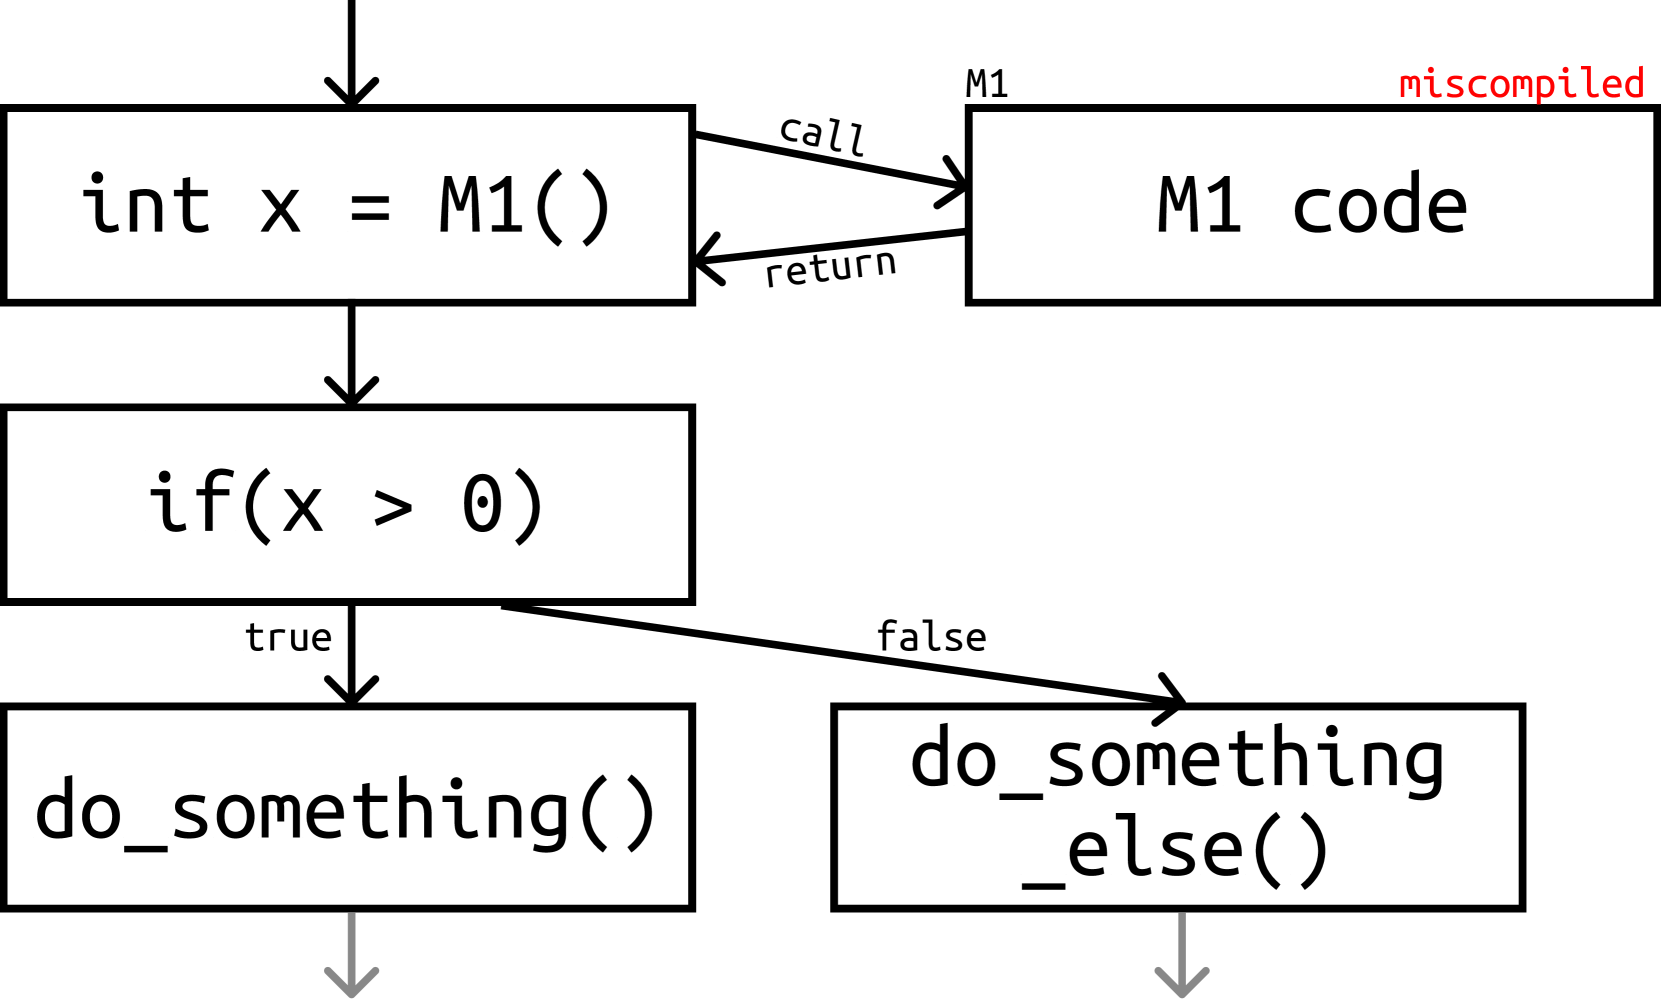 M1
miscompiled
int x = M1()
call
return
M1 code
if(x > 0)
true
false
do_something()
do_something
_else()